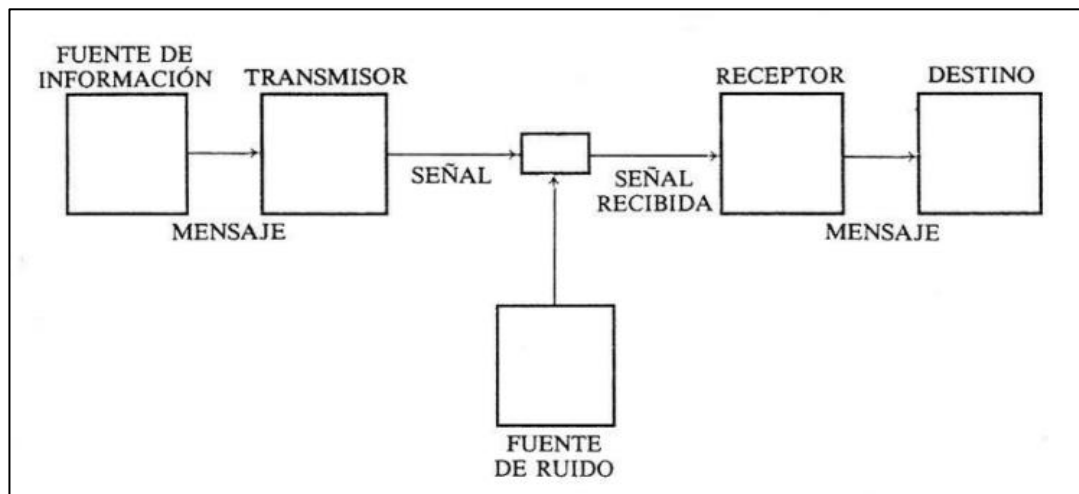 FUENTE DE
INFORMACIÓN
TRANSMISOR
RECEPTOR
DESTINO
SEÑAL
SEÑAL
RECIBIDA
MENSAJE
MENSAJE
FUENTE
DE RUIDO